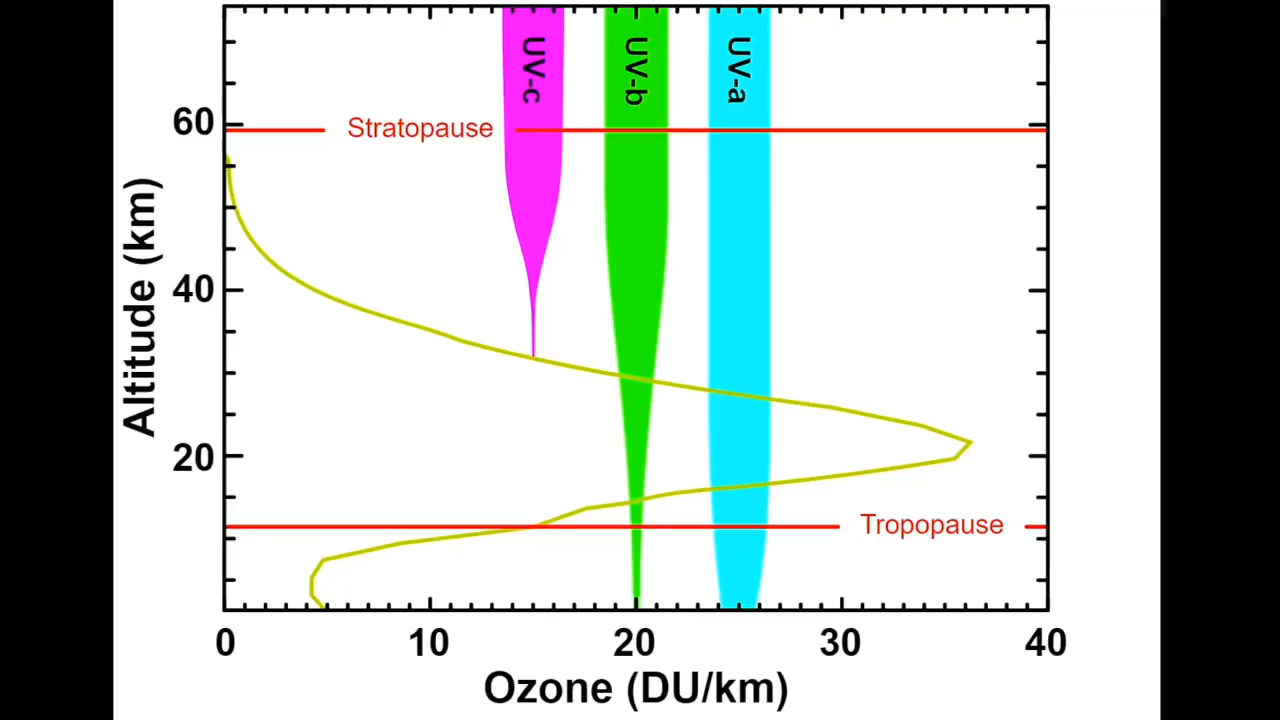 UV-c
UV-b
UV-a
60
Stratopause
Altitude (km)
40
20
Tropopause
0
10
20
30
40
Ozone (DU/km)